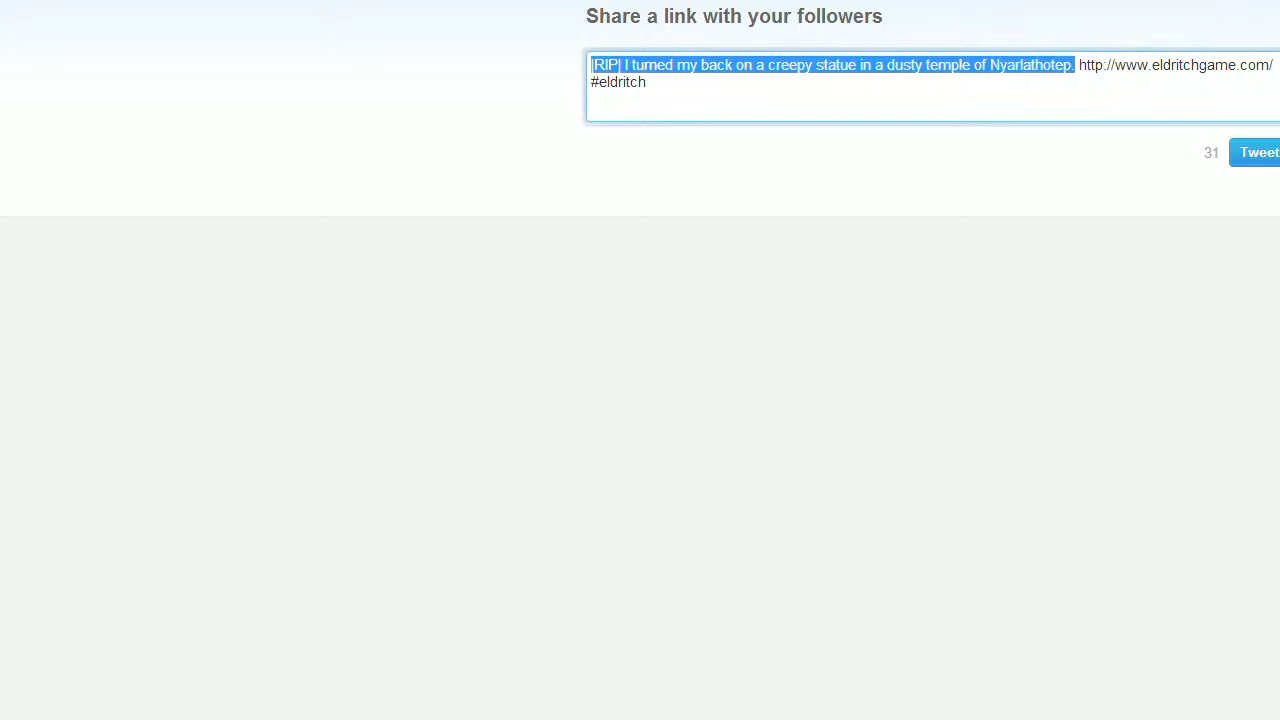 Share a link with your followers
|RIP| I turned my back on a creepy statue in a dusty temple of Nyarlathotep. http://www.eldritchgame.com/
#eldritch
31
Tweet